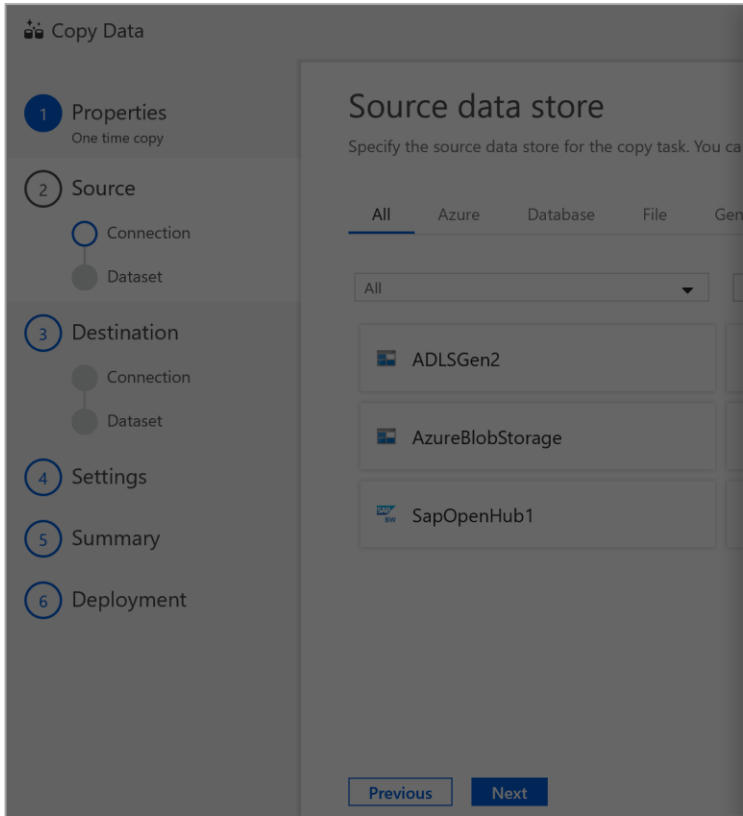 Copy Data
1
Properties
One time copy
2
Source
Connection
Dataset
3
Destination
Connection
Dataset
4
Settings
5
Summary
6
Deployment
Source data store
Specify the source data store for the copy task. You ca
All Azure Database File Gen
All
ADLSGen2
AzureBlobStorage
SAP BW
SapOpenHub1
Previous Next